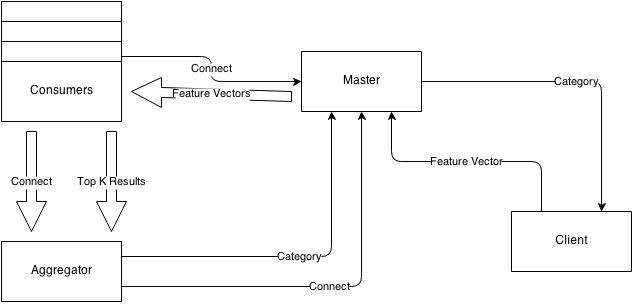 Connect
Master
Category
Consumers
Feature Vectors
Feature Vector
Connect
Top K Results
Client
Aggregator
Category
Connect